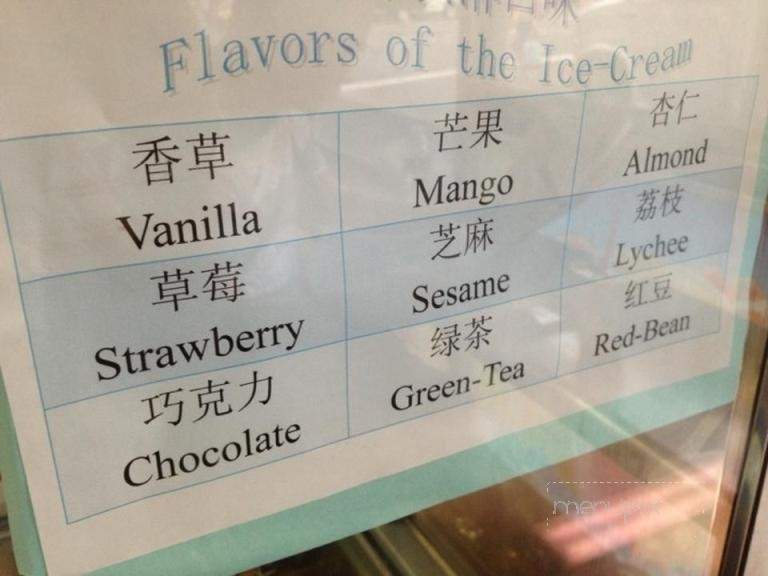 Flavors of the Ice-Cream
香草
Vanilla
芒果
Mango
杏仁
Almond
草莓
Strawberry
芝麻
Sesame
荔枝
Lychee
巧克力
Chocolate
绿茶
Green-Tea
红豆
Red-Bean